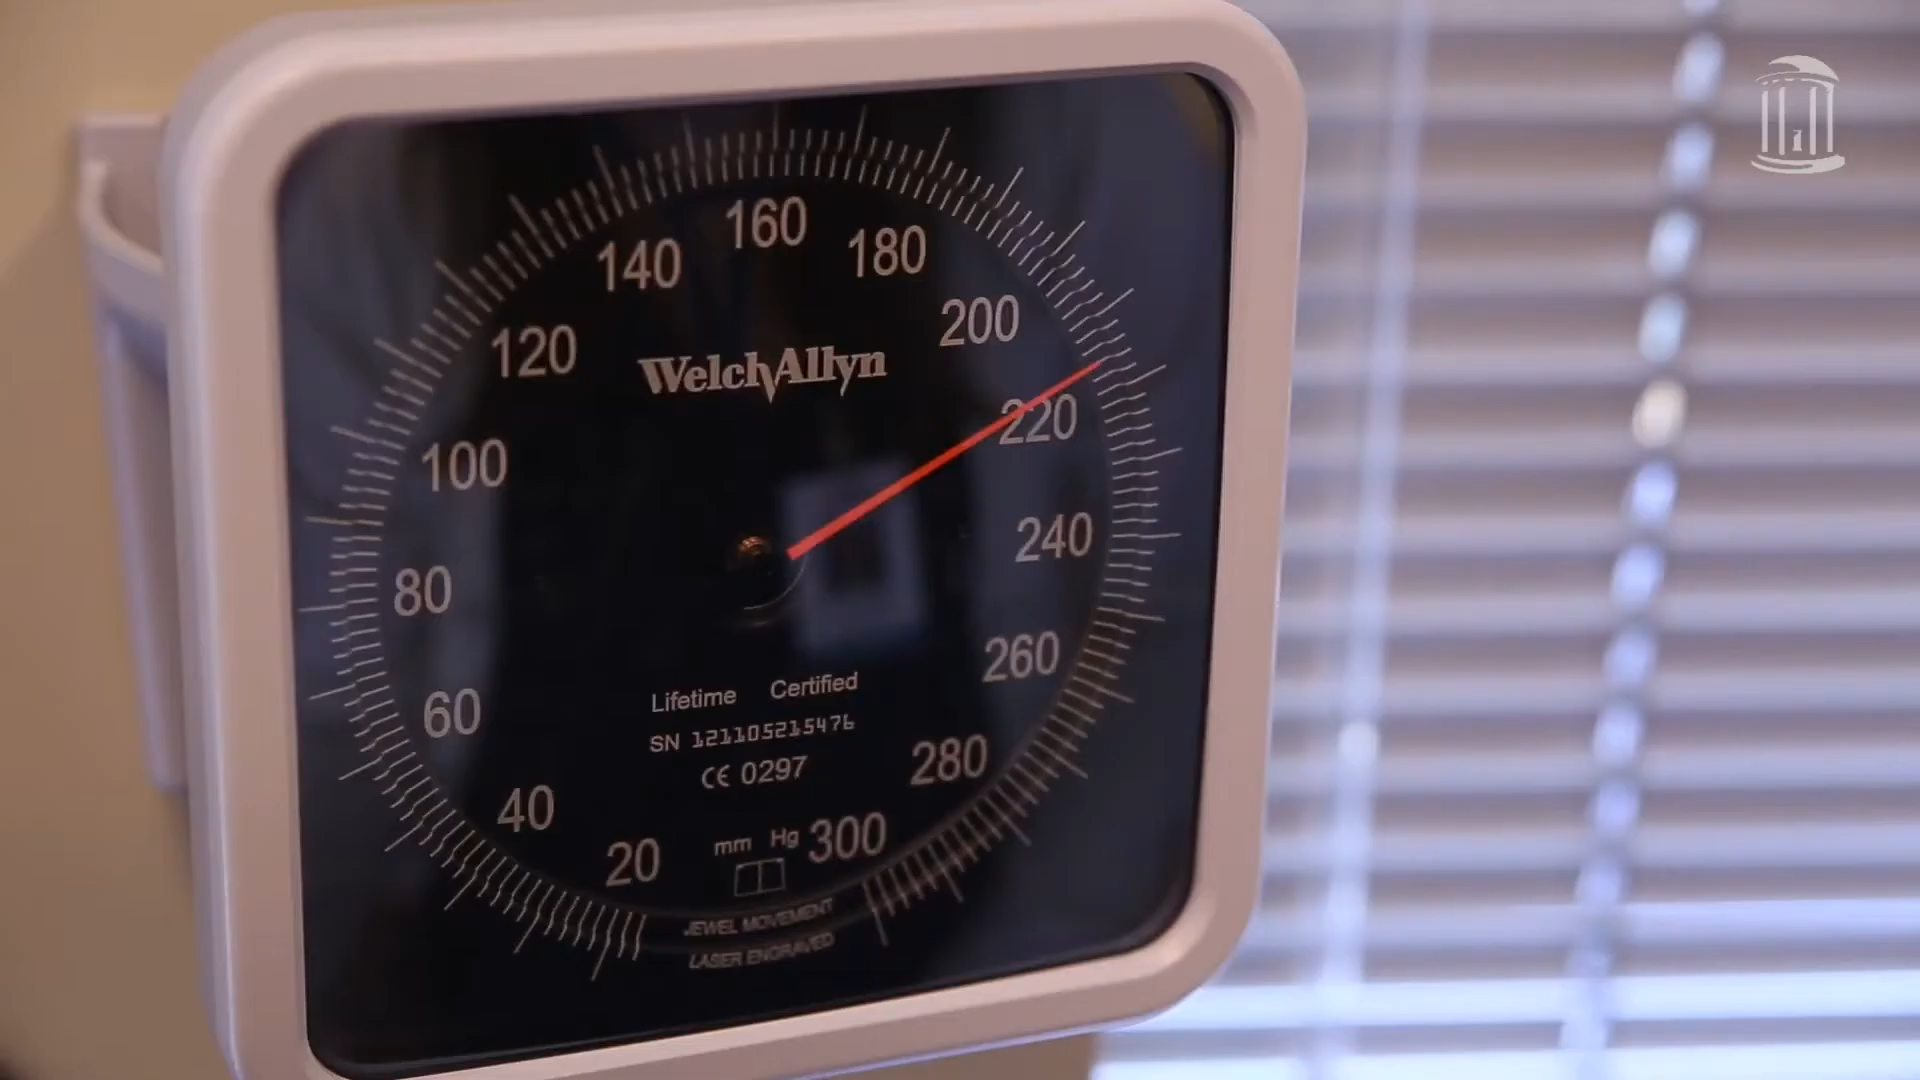 160
140 180
120 200
WelchAllyn
100 220
80 240
60 260
Lifetime Certified
SN 121105215476
CE 0297
40 280
20 mm Hg 300
JEWEL MOVEMENT
LASER ENGRAVED